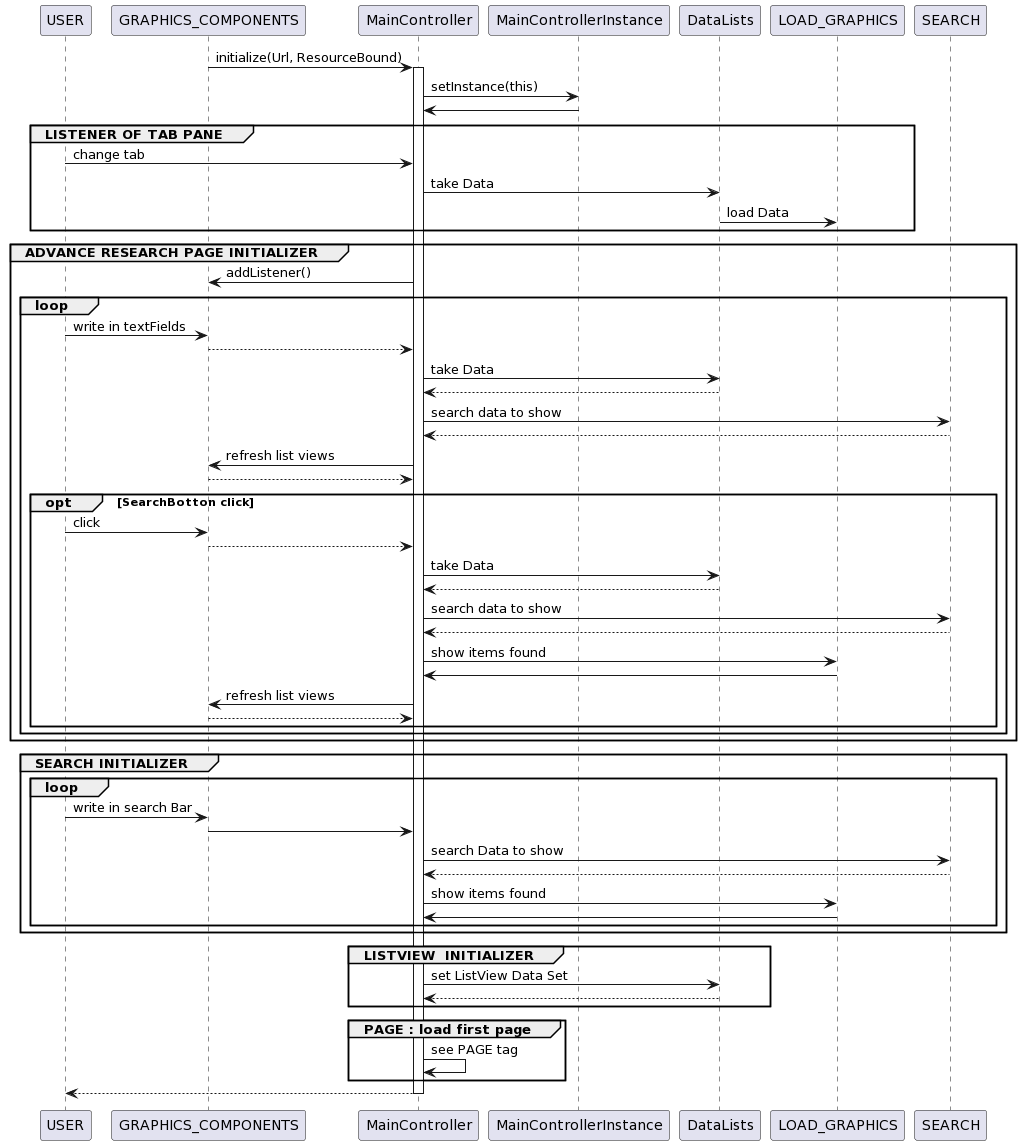 USER GRAPHICS_COMPONENTS MainController MainControllerInstance DataLists LOAD_GRAPHICS SEARCH
initialize(Url, ResourceBound)
setInstance(this)
LISTENER OF TAB PANE
change tab
take Data
load Data
ADVANCE RESEARCH PAGE INITIALIZER
addListener()
loop
write in textFields
take Data
search data to show
refresh list views
opt [SearchBotton click]
click
take Data
search data to show
show items found
refresh list views
SEARCH INITIALIZER
loop
write in search Bar
search Data to show
show items found
LISTVIEW  INITIALIZER
set ListView Data Set
PAGE : load first page
see PAGE tag
USER GRAPHICS_COMPONENTS MainController MainControllerInstance DataLists LOAD_GRAPHICS SEARCH